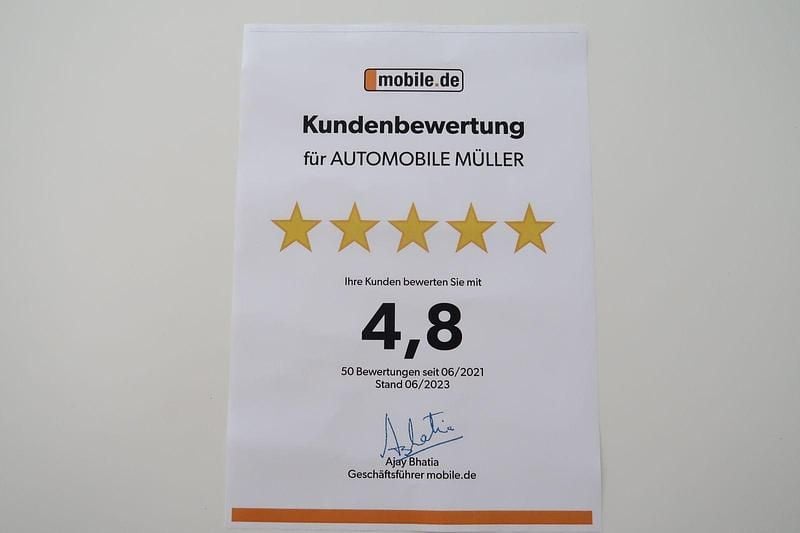 mobile.de
Kundenbewertung
für AUTOMOBILE MÜLLER
Ihre Kunden bewerten Sie mit
4,8
50 Bewertungen seit 06/2021
Stand 06/2023
ABhatia
Ajay Bhatia
Geschäftsführer mobile.de